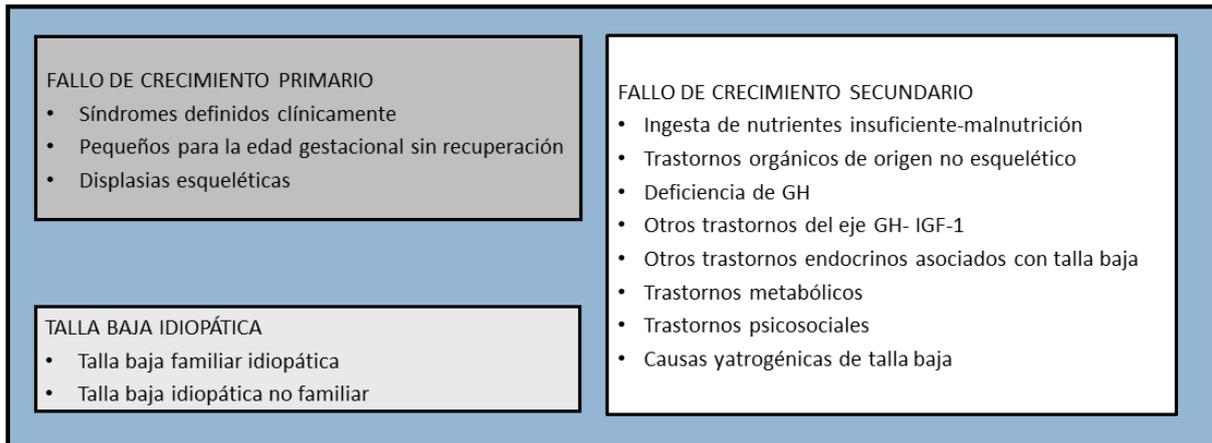 FALLO DE CRECIMIENTO PRIMARIO
• Síndromes definidos clínicamente
• Pequeños para la edad gestacional sin recuperación
• Displasias esqueléticas
TALLA BAJA IDIOPÁTICA
• Talla baja familiar idiopática
• Talla baja idiopática no familiar
FALLO DE CRECIMIENTO SECUNDARIO
• Ingesta de nutrientes insuficiente-malnutrición
• Trastornos orgánicos de origen no esquelético
• Deficiencia de GH
• Otros trastornos del eje GH- IGF-1
• Otros trastornos endocrinos asociados con talla baja
• Trastornos metabólicos
• Trastornos psicosociales
• Causas yatrogénicas de talla baja